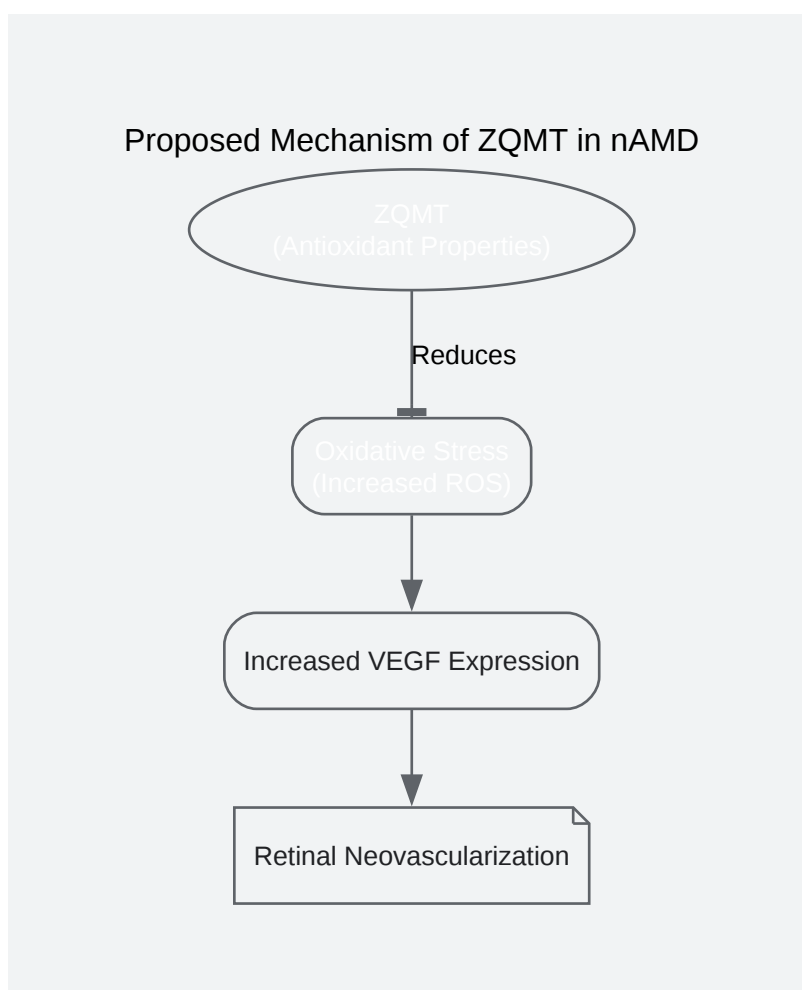 Proposed Mechanism of ZQMT in nAMD
ZQMT
(Antioxidant Properties)
Reduces
Oxidative Stress
(Increased ROS)
Increased VEGF Expression
Retinal Neovascularization